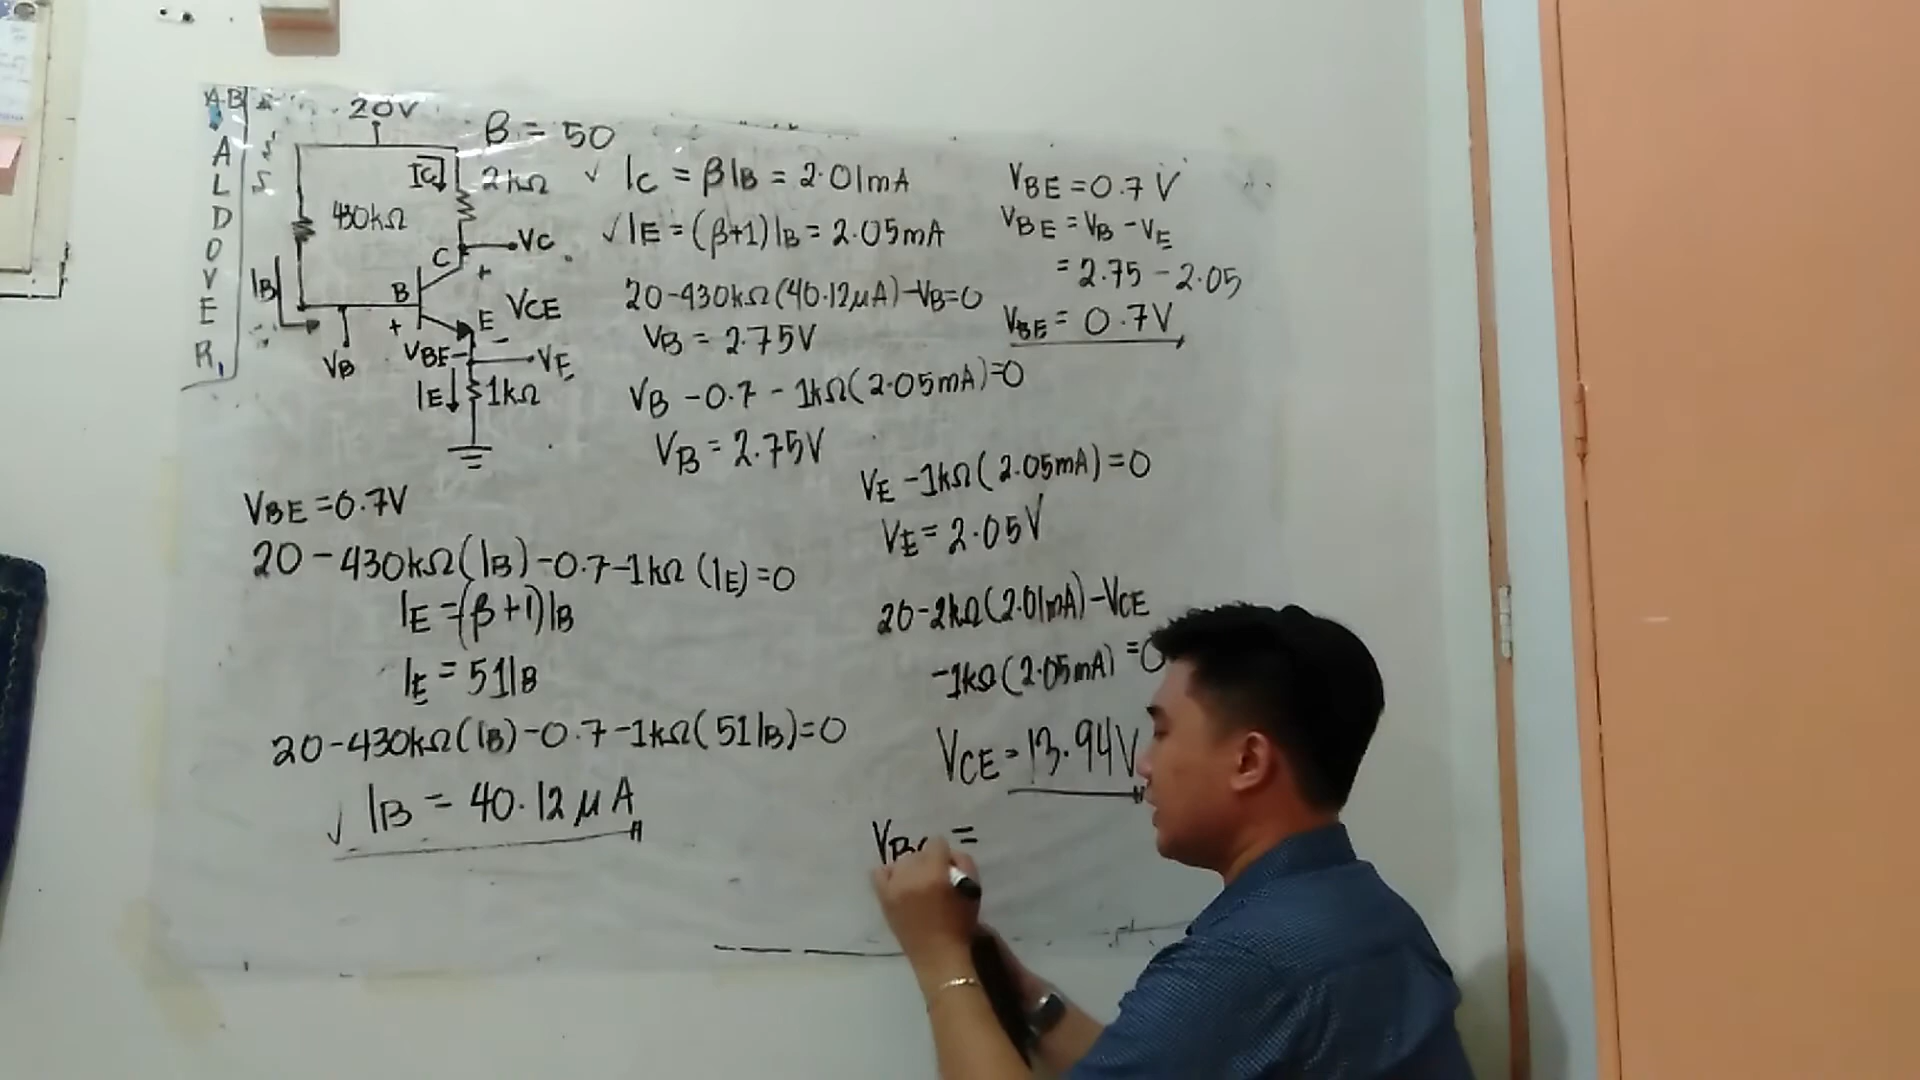 AB
ALDOVER,
20V
β = 50
IC
2kΩ
430kΩ
C
VC
+
IB
B
VCE
E
+
-
VB
VBE-
VE
IE
1kΩ
✓ IC = βIB = 2.01mA
✓ IE = (β+1)IB = 2.05mA
20-430kΩ(40.12μA)-VB=0
VB = 2.75V
VB - 0.7 - 1kΩ(2.05mA)=0
VB = 2.75V
VBE = 0.7V
VBE = VB - VE
= 2.75 - 2.05
VBE = 0.7V
VBE = 0.7V
20 - 430kΩ(IB) - 0.7 - 1kΩ (IE) = 0
IE = (β+1)IB
IE = 51IB
20-430kΩ(IB)-0.7-1kΩ(51IB)=0
✓ IB = 40.12μA
VE - 1kΩ(2.05mA)=0
VE = 2.05V
20-2kΩ(2.01mA)-VCE
-1kΩ(2.05mA) =0
VCE = 13.94V
VBC =